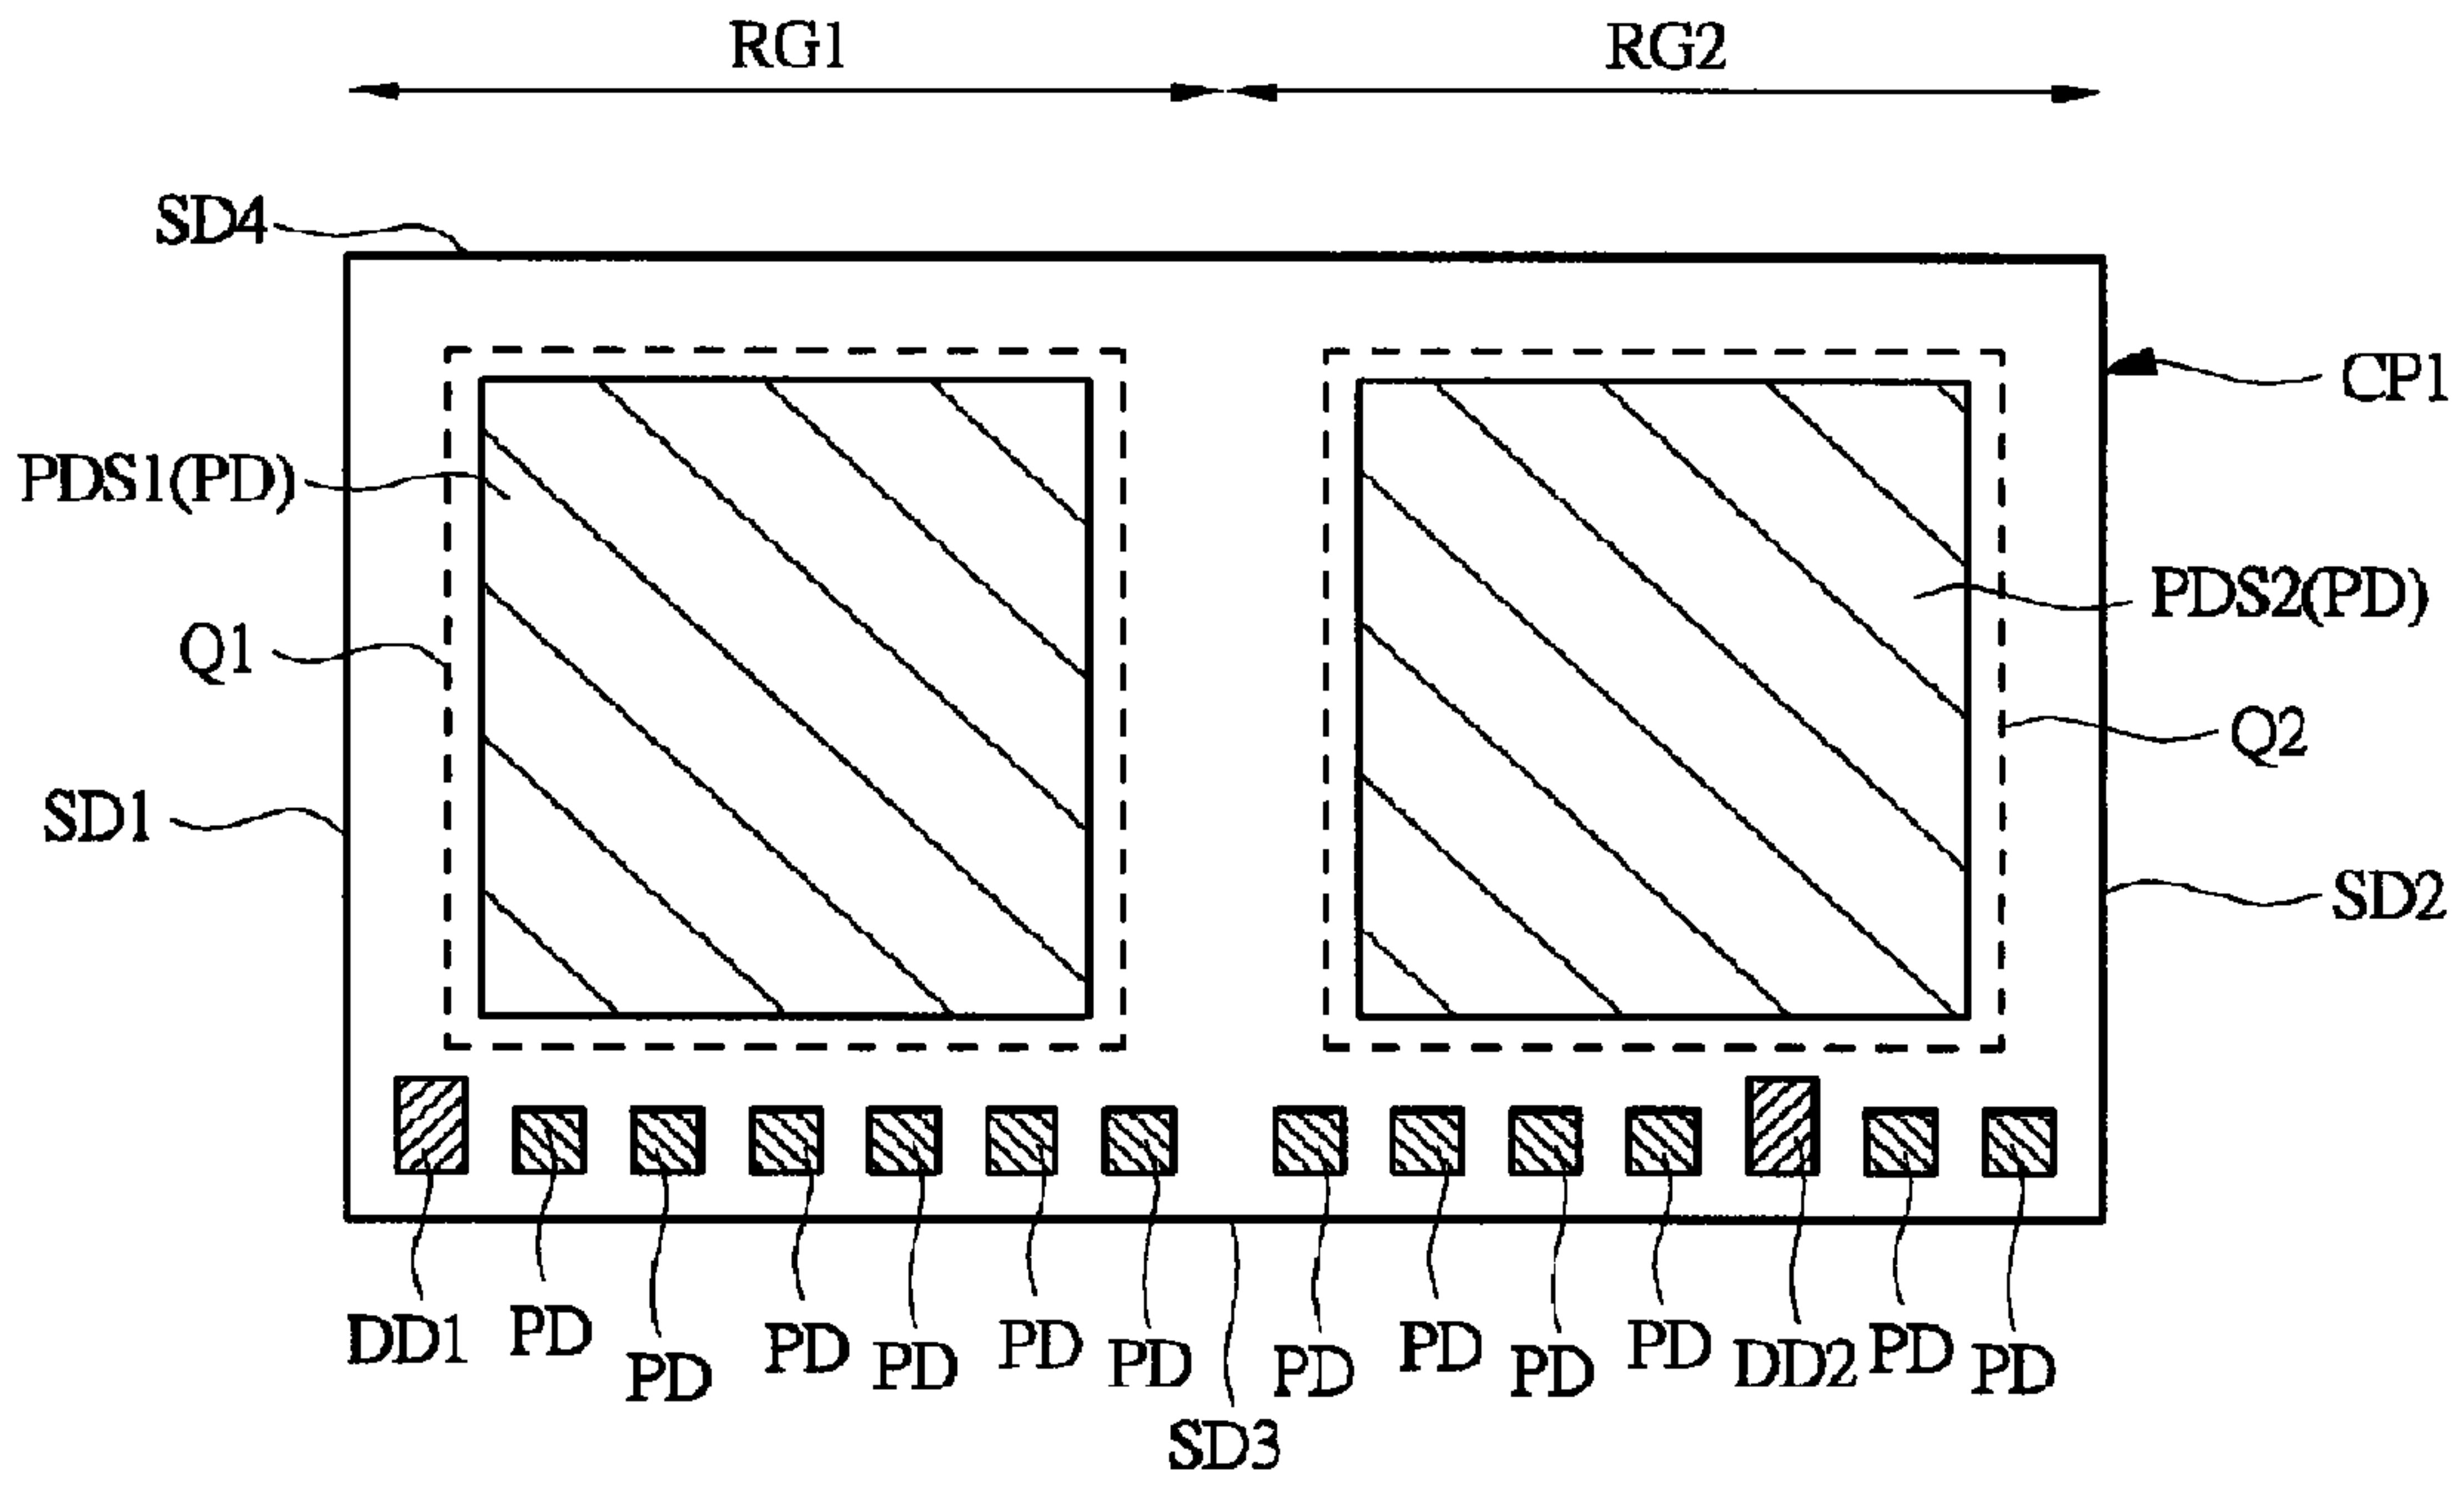 RG1 RG2
SD4
CP1
PDS1(PD)
PDS2(PD)
Q1
Q2
SD1
SD2
DD1 PD PD PD PD PD PD PD PD PD PD DD2 PD PD
SD3